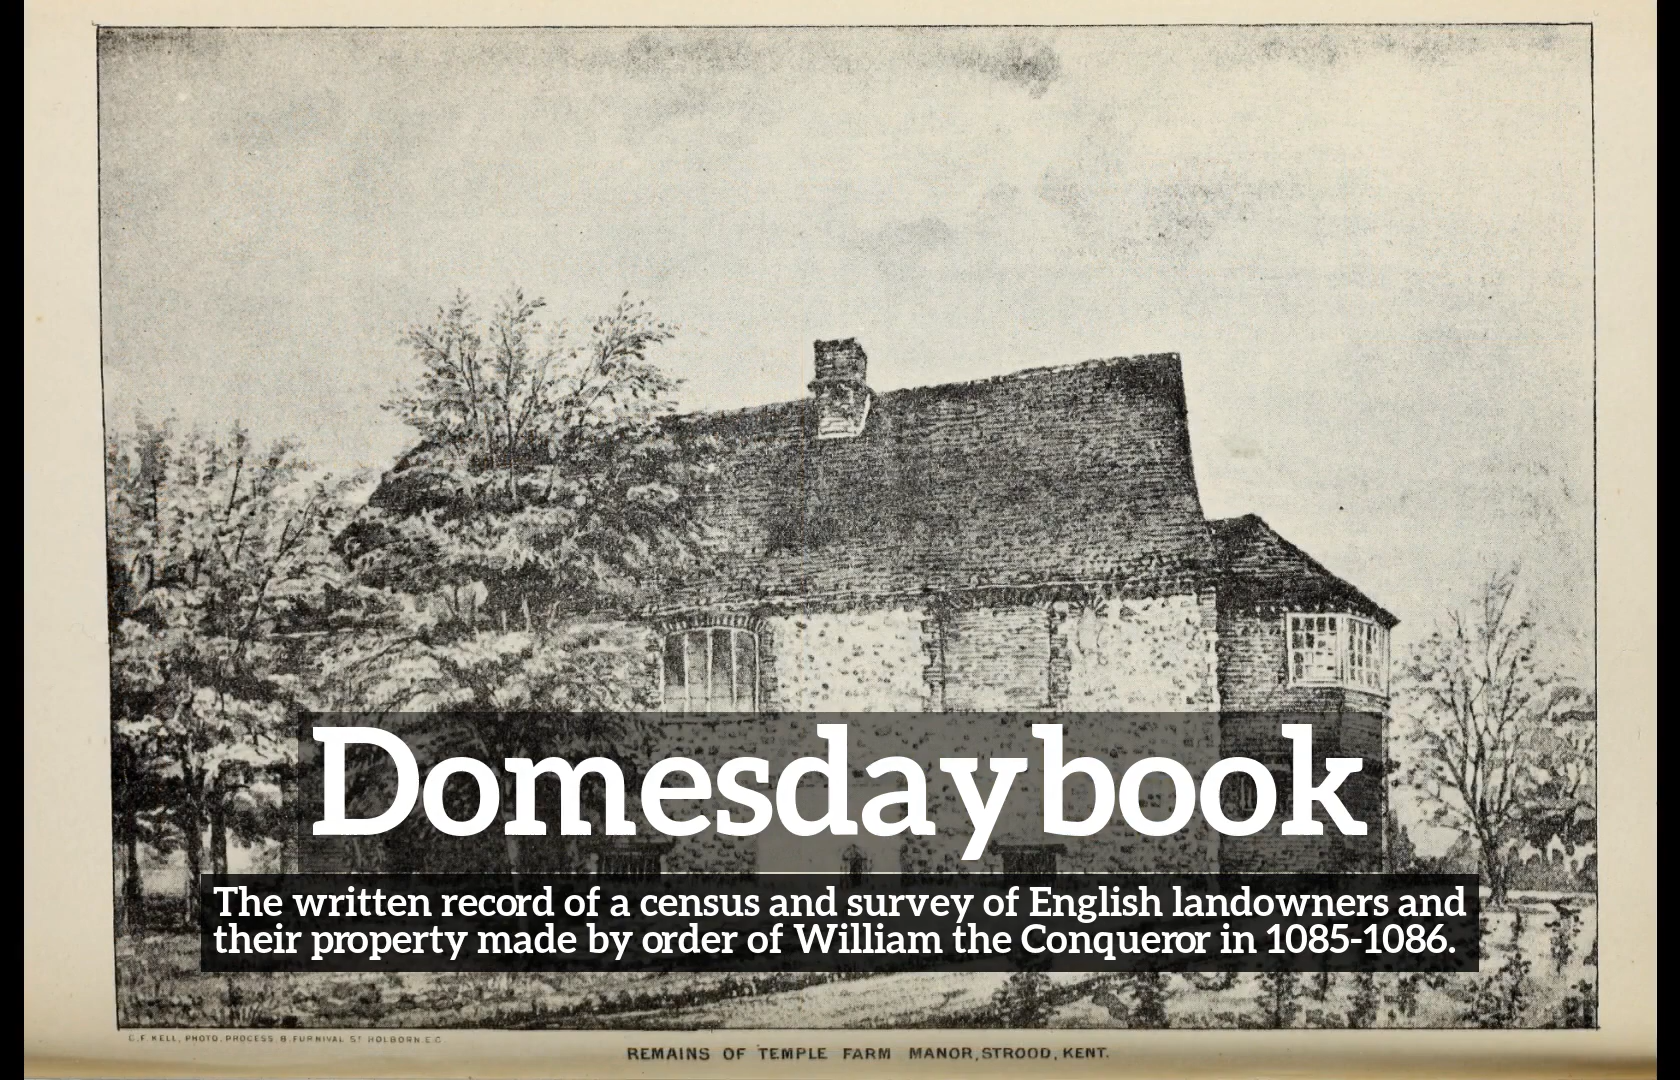 Domesday book
The written record of a census and survey of English landowners and
their property made by order of William the Conqueror in 1085-1086.
C.F. KELL, PHOTO. PROCESS, 8, FURNIVAL ST HOLBORN, E.C.
REMAINS OF TEMPLE FARM MANOR, STROOD, KENT.